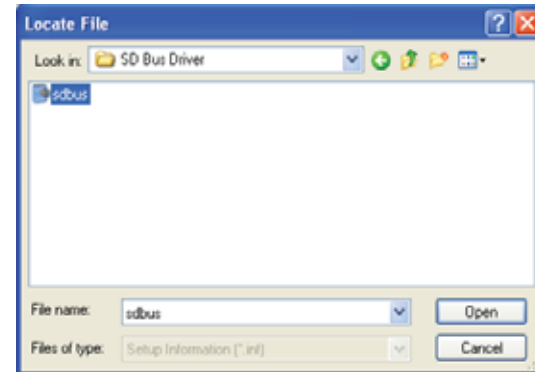 Locate File
Look in: SD Bus Driver
sdbus
File name: sdbus Open
Files of type: Setup Information (*.inf) Cancel